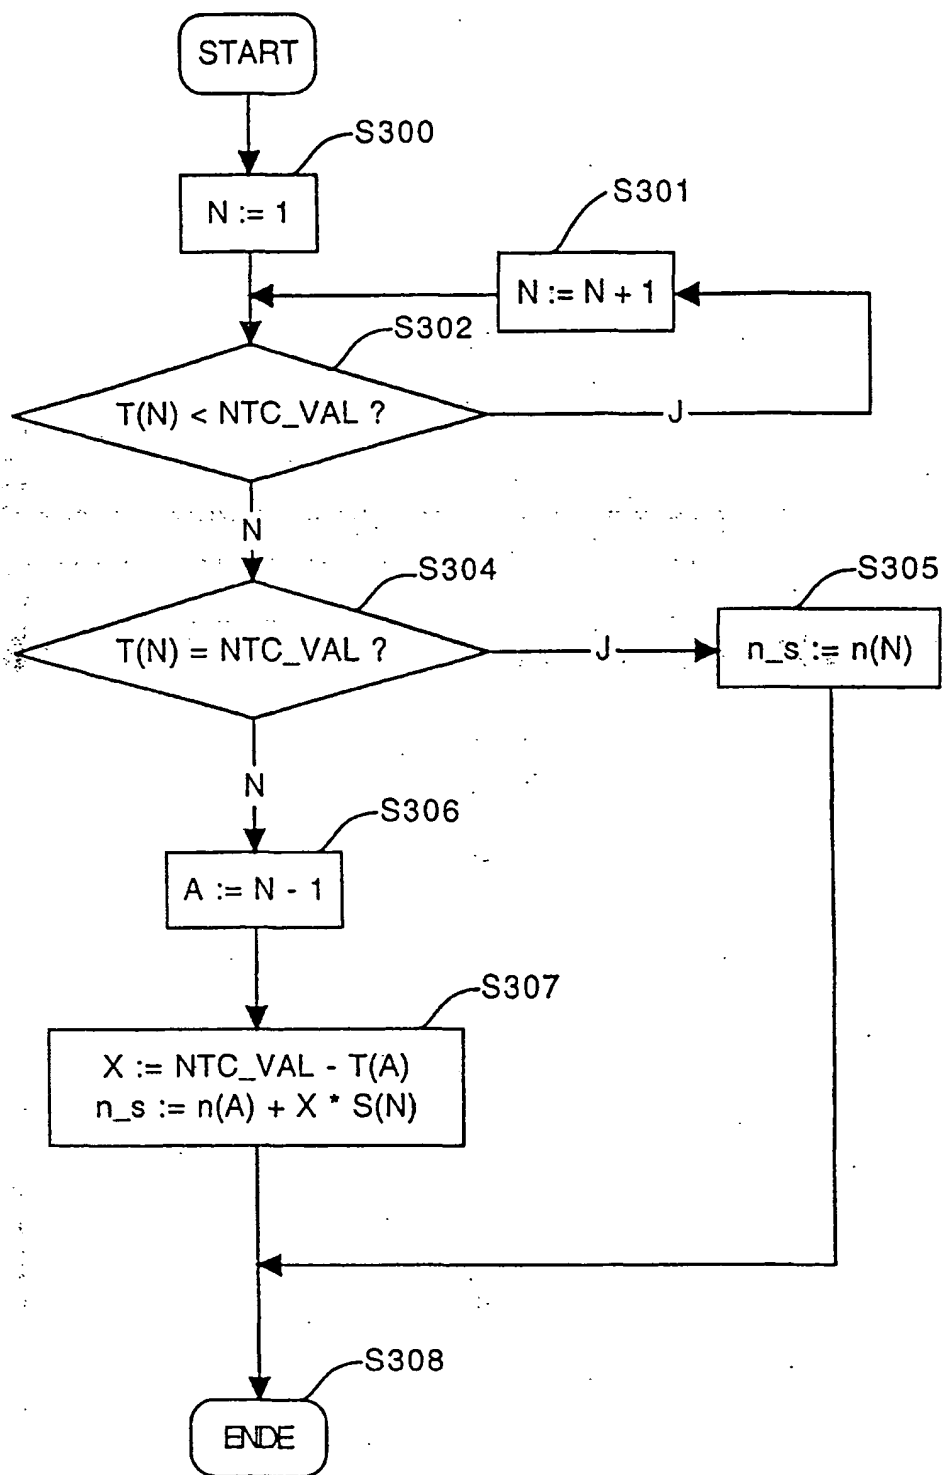 START
S300
N := 1
S301
N := N + 1
S302
T(N) < NTC_VAL ?
J
N
S304
T(N) = NTC_VAL ?
J
S305
n_s := n(N)
N
S306
A := N - 1
S307
X := NTC_VAL - T(A)
n_s := n(A) + X * S(N)
S308
ENDE